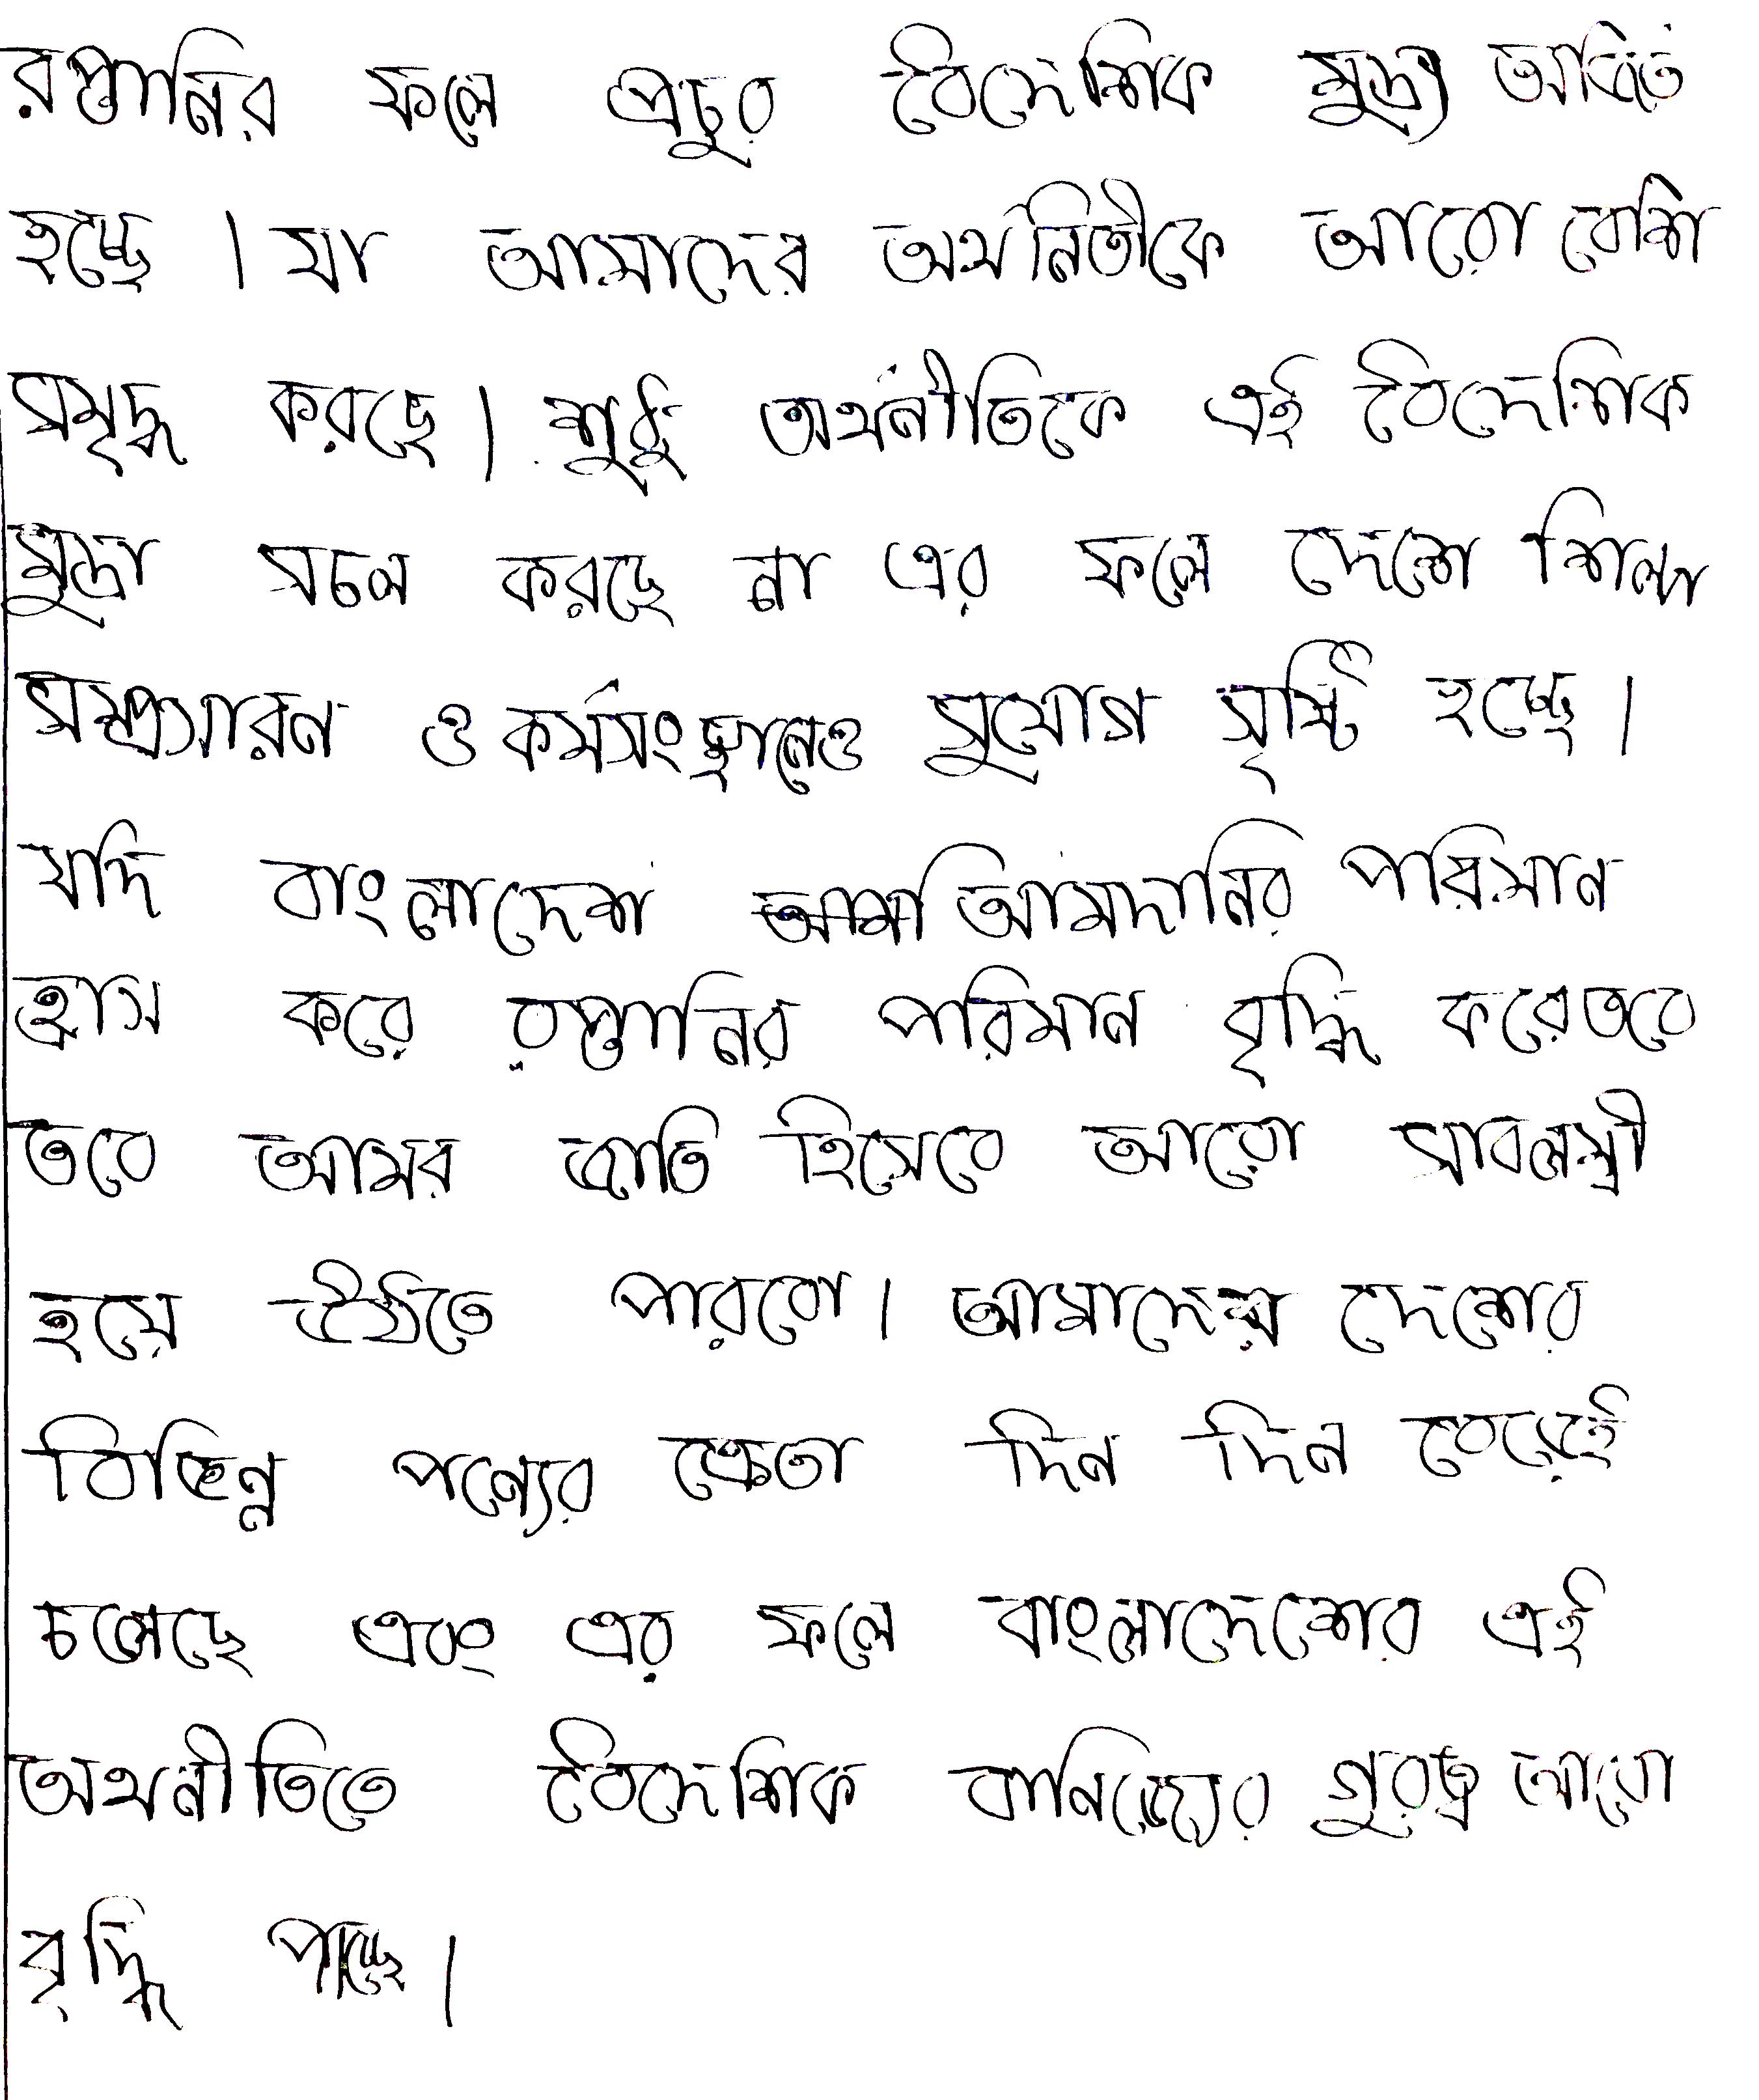 রপ্তানির ফলে প্রচুর বৈদেশিক মুদ্রা অর্জিত
হচ্ছে। যা আমাদের অর্থনিতীকে আরো বেশি
সমৃদ্ধ করছে। শুধু অর্থনীতিকে এই বৈদেশিক
মুদ্রা সচল করছে না এর ফলে দেশে শিল্প
সম্প্রসারন ও কর্মসংস্থানেও সুযোগ সৃষ্টি হচ্ছে।
যদি বাংলাদেশ আমদানির পরিমান
হ্রাস করে রপ্তানির পরিমান বৃদ্ধি করে তবে
তবে আমর জাতি হিসেবে আরো সাবলম্বী
হয়ে উঠতে পারবো। আমাদের দেশের
বিভিন্ন পন্যের ক্রেতা দিন দিন বেয়েই
চলেছে এবং এর ফলে বাংলাদেশের এই
অর্থনীতিতে বৈদেশিক বানিজ্যের গুরত্ব আরো
বৃদ্ধি পাচ্ছে।